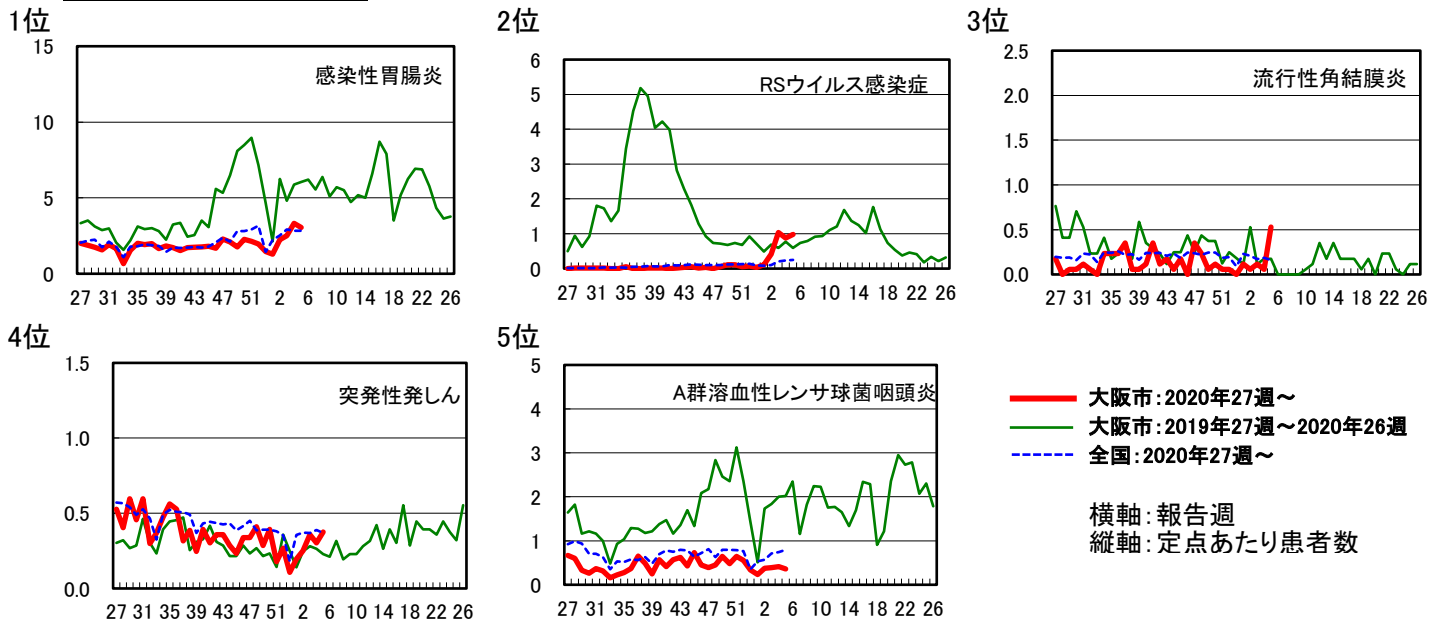 1位
15
10
5
0
感染性胃腸炎
27 31 35 39 43 47 51 2 6 10 14 18 22 26
2位
6
5
4
3
2
1
0
RSウイルス感染症
27 31 35 39 43 47 51 2 6 10 14 18 22 26
3位
2.5
2.0
1.5
1.0
0.5
0.0
流行性角結膜炎
27 31 35 39 43 47 51 2 6 10 14 18 22 26
4位
1.5
1.0
0.5
0.0
突発性発しん
27 31 35 39 43 47 51 2 6 10 14 18 22 26
5位
5
4
3
2
1
0
A群溶血性レンサ球菌咽頭炎
27 31 35 39 43 47 51 2 6 10 14 18 22 26
大阪市：2020年27週～
大阪市：2019年27週～2020年26週
全国：2020年27週～
横軸：報告週
縦軸：定点あたり患者数